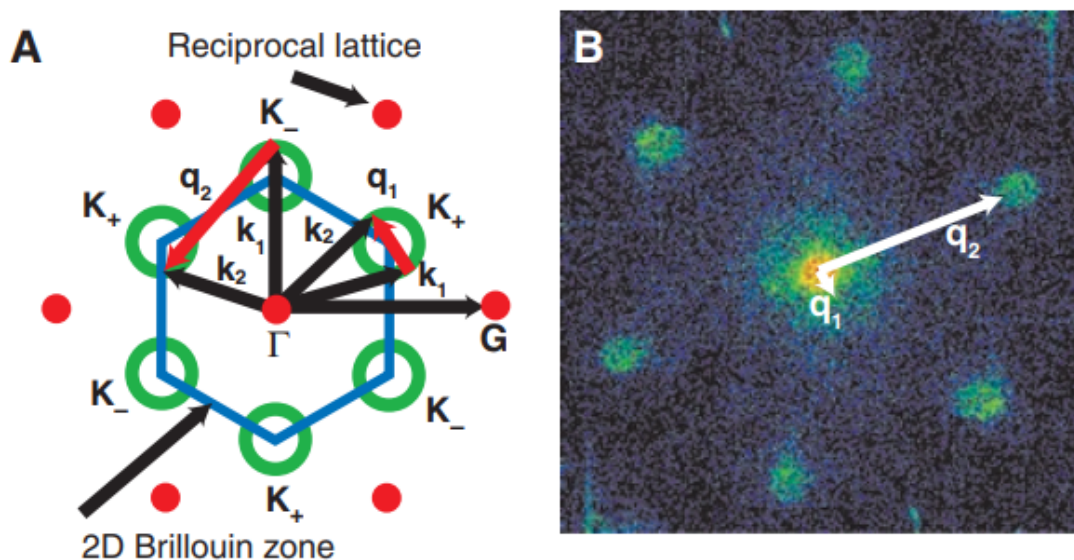 A
Reciprocal lattice
K_
q₂
q₁
K₊
K₊
k₁
k₂
k₂
k₁
Γ
G
K_
K_
K₊
2D Brillouin zone
B
q₂
q₁